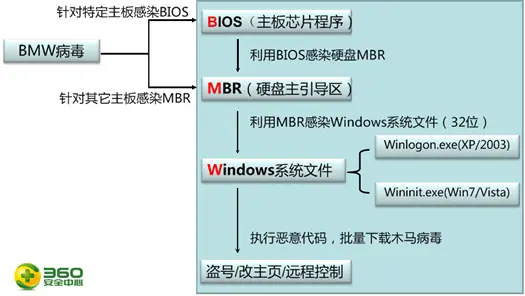 针对特定主板感染BIOS
BIOS（主板芯片程序）
BMW病毒
利用BIOS感染硬盘MBR
针对其它主板感染MBR
MBR（硬盘主引导区）
利用MBR感染Windows系统文件（32位）
Winlogon.exe(XP/2003)
Windows系统文件
Wininit.exe(Win7/Vista)
执行恶意代码，批量下载木马病毒
盗号/改主页/远程控制
360
安全中心